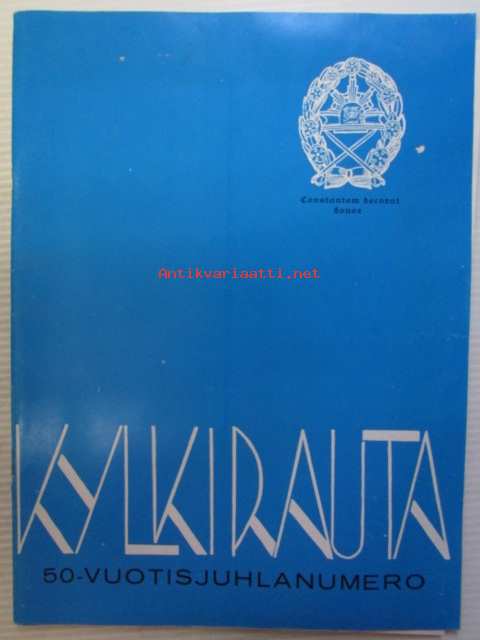 Constantem decorat
honor
Antikvariaatti.net
KYLKIRAUTA
50-VUOTISJUHLANUMERO